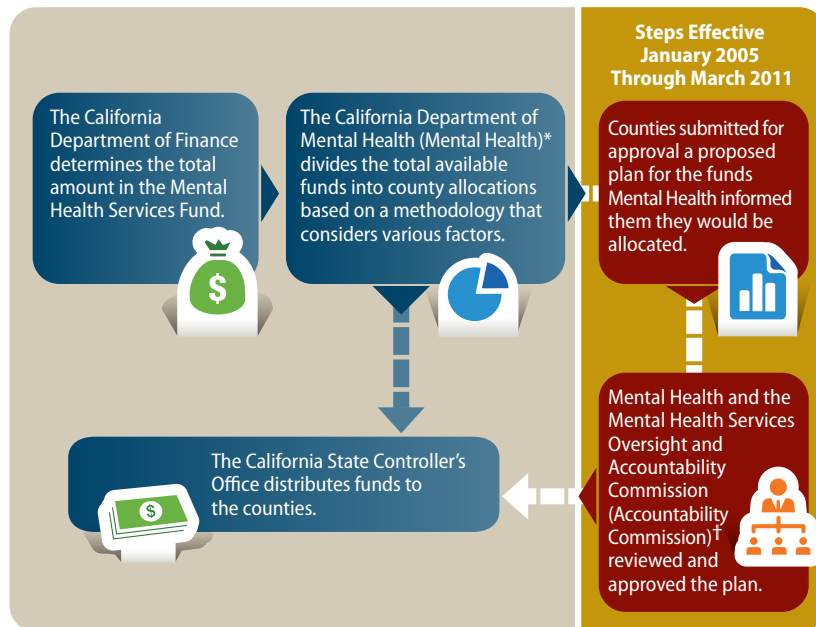 Steps Effective
January 2005
Through March 2011
The California
Department of Finance
determines the total
amount in the Mental
Health Services Fund.
$
The California Department of
Mental Health (Mental Health)*
divides the total available
funds into county allocations
based on a methodology that
considers various factors.
Counties submitted for
approval a proposed
plan for the funds
Mental Health informed
them they would be
allocated.
Mental Health and the
Mental Health Services
Oversight and
Accountability
Commission
(Accountability
Commission)†
reviewed and
approved the plan.
The California State Controller’s
Office distributes funds to
the counties.
$